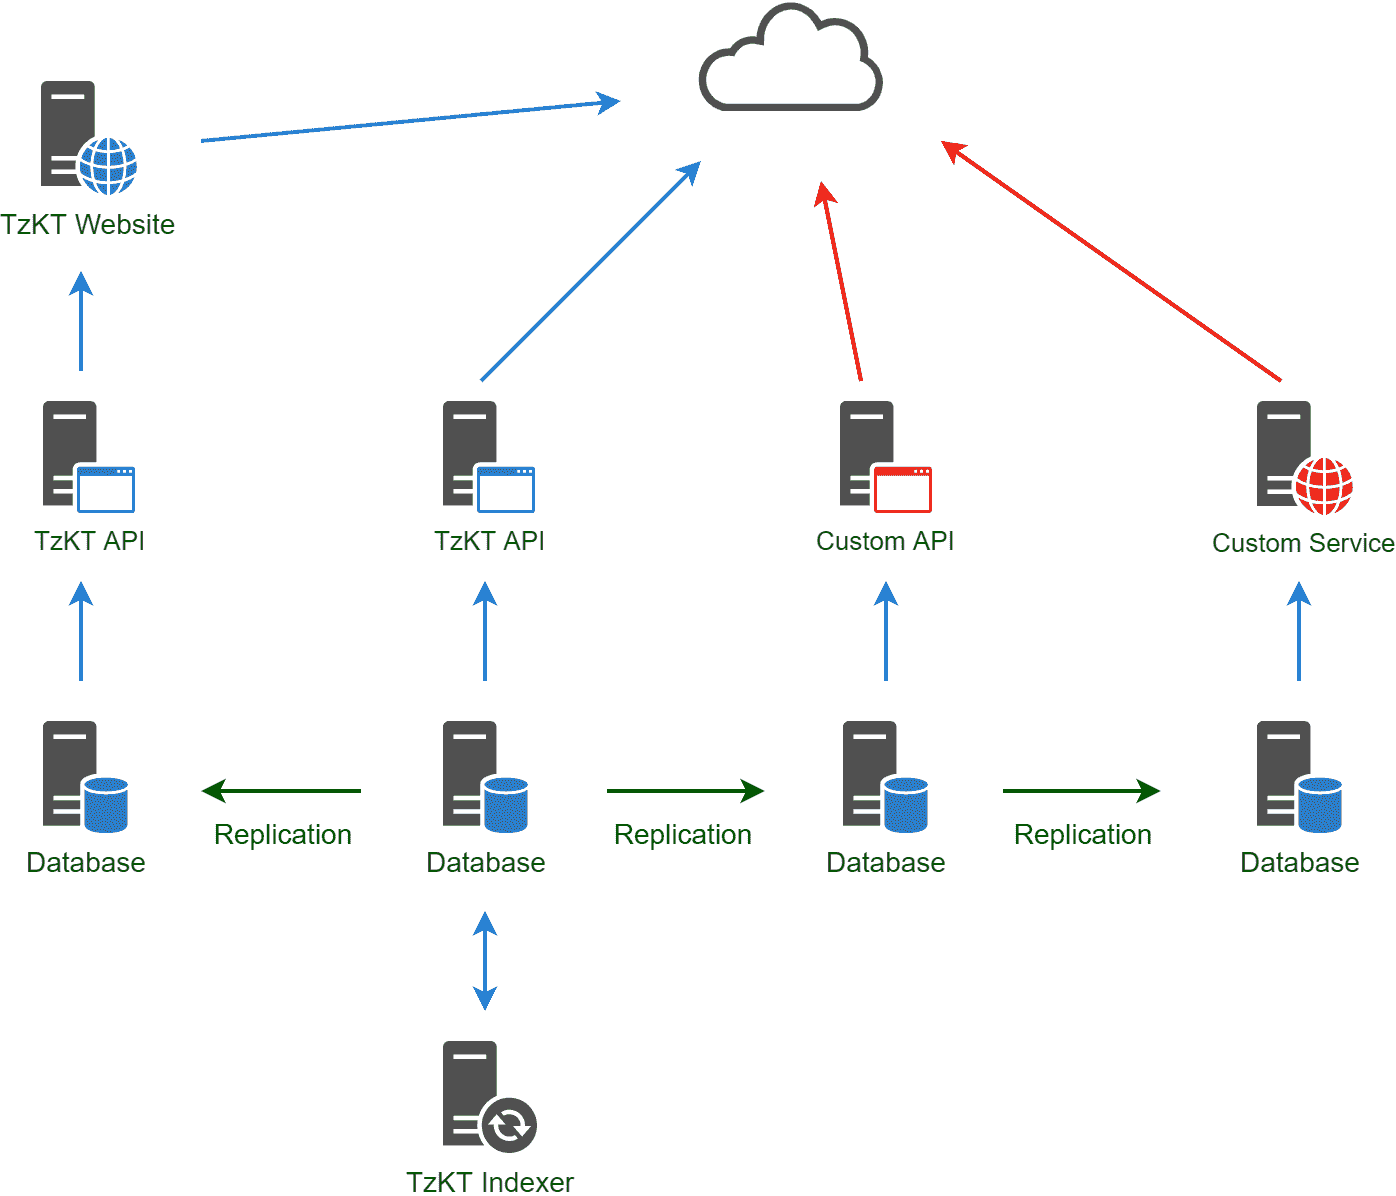 TzKT Website
TzKT API
TzKT API
Custom API
Custom Service
Replication
Replication
Replication
Database
Database
Database
Database
TzKT Indexer